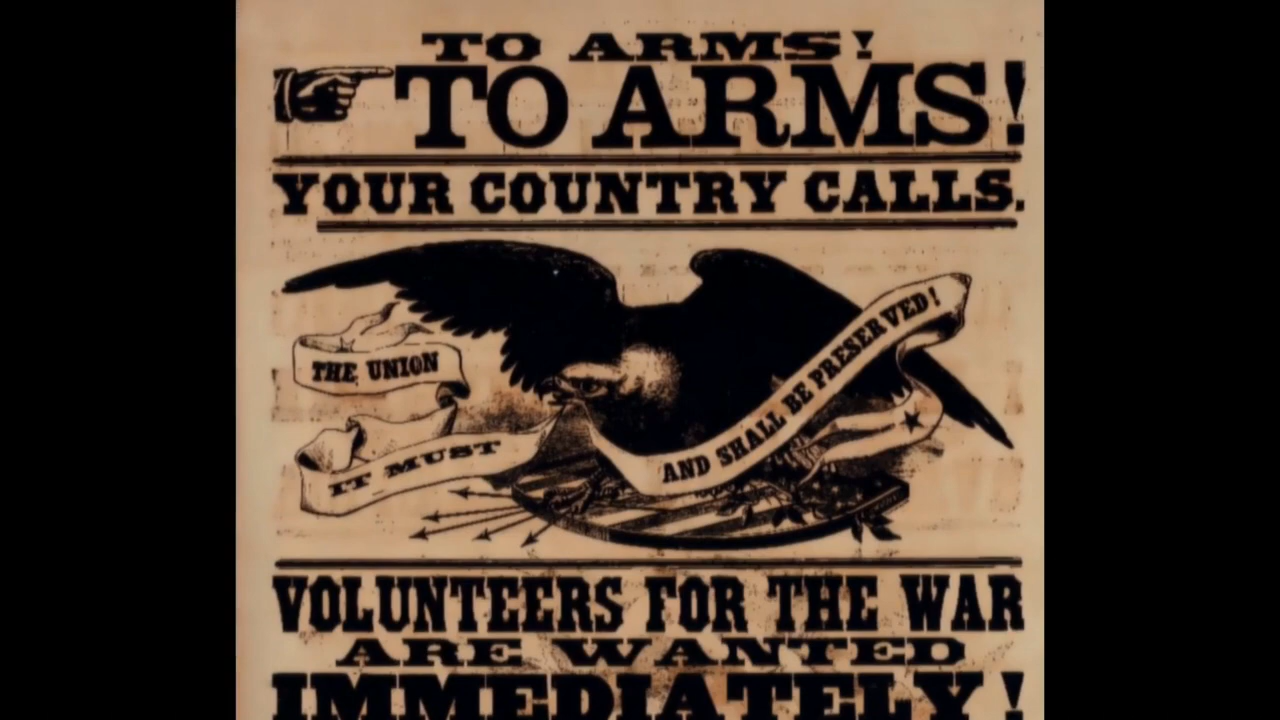 TO ARMS!
TO ARMS!
YOUR COUNTRY CALLS.
THE UNION
IT MUST
AND SHALL BE PRESERVED!
VOLUNTEERS FOR THE WAR
ARE WANTED
IMMEDIATELY!